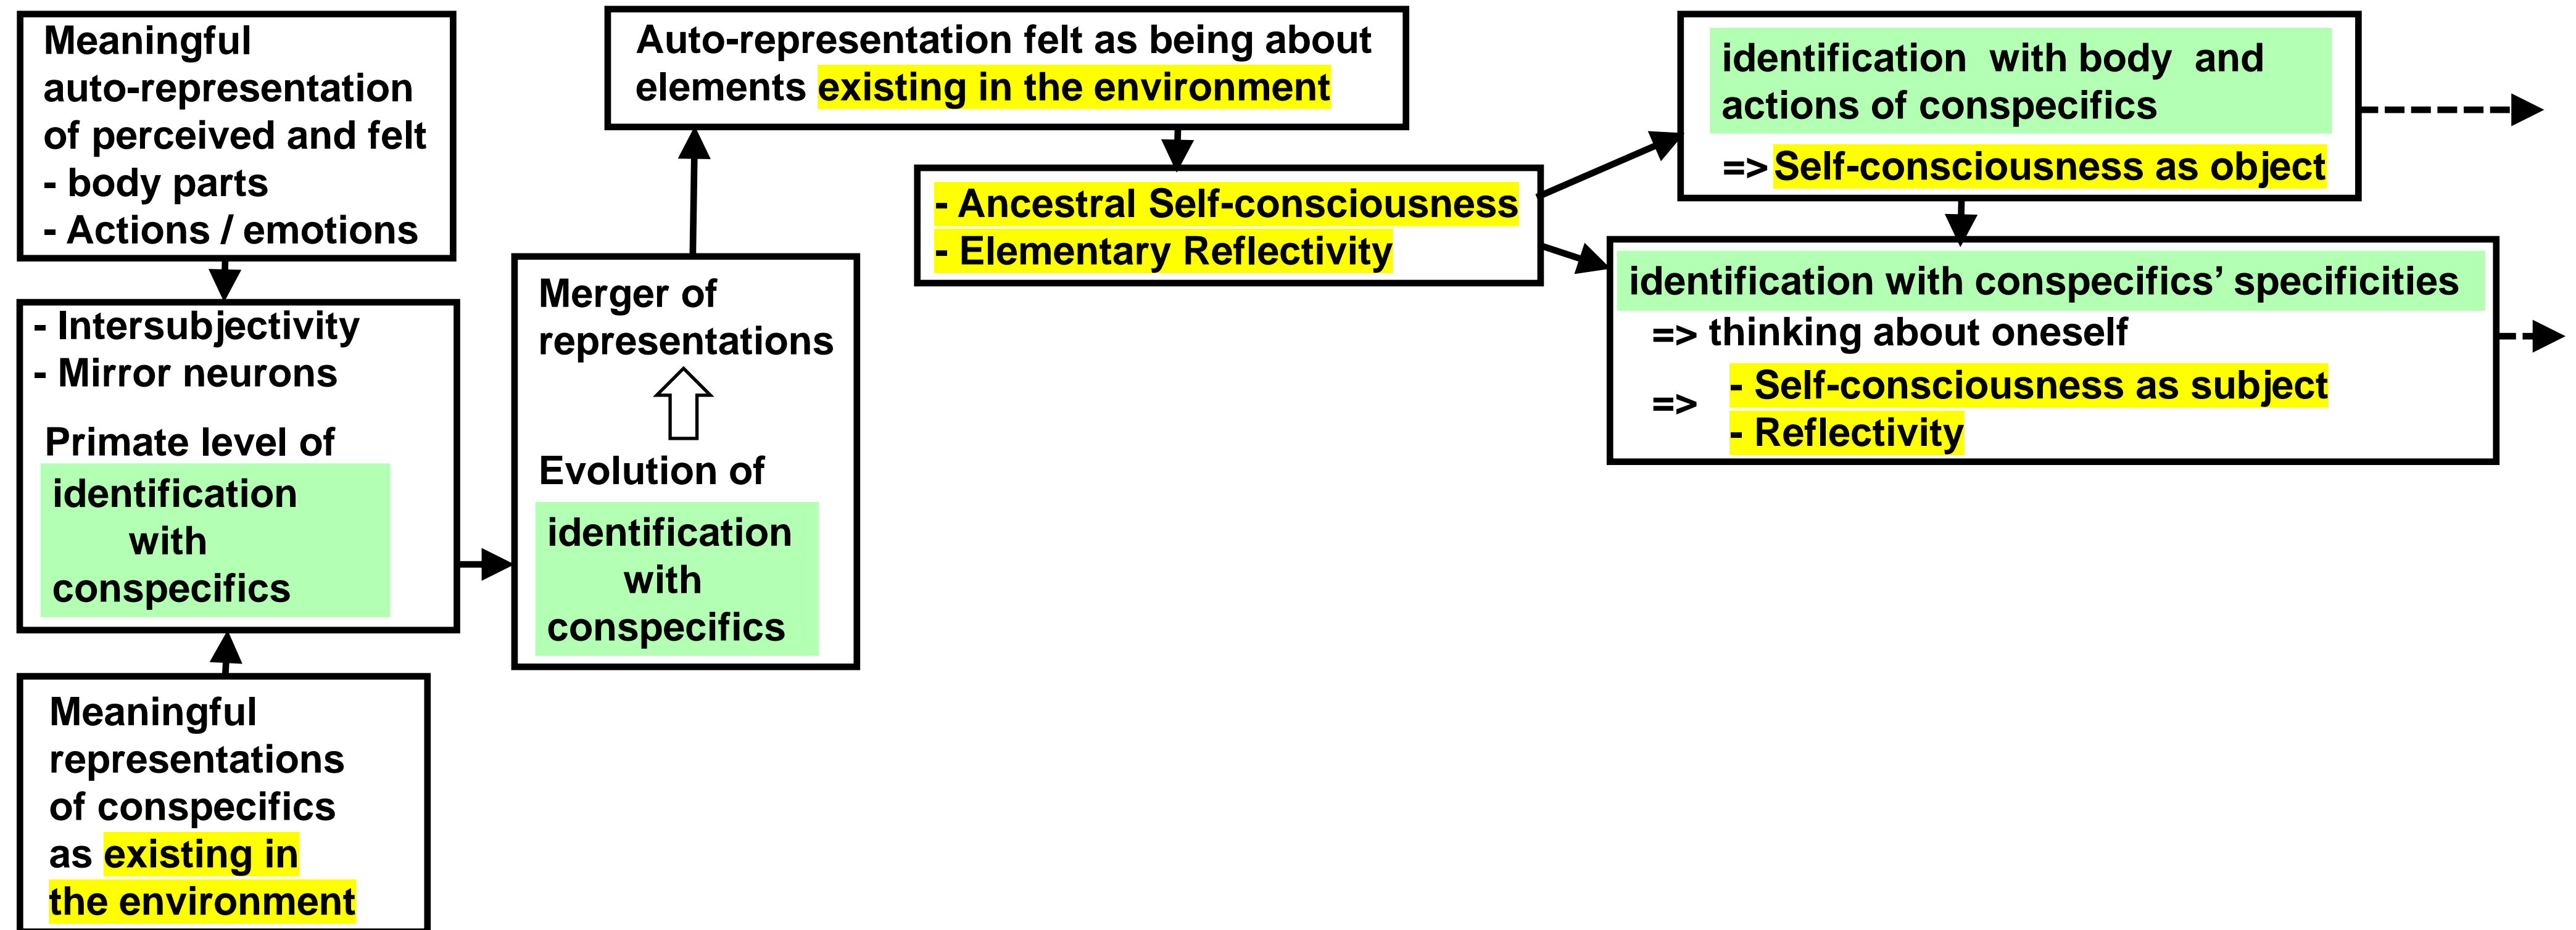 Meaningful
auto-representation
of perceived and felt
- body parts
- Actions / emotions
- Intersubjectivity
- Mirror neurons
Primate level of
identification
with
conspecifics
Meaningful
representations
of conspecifics
as existing in
the environment
Merger of
representations
Evolution of
identification
with
conspecifics
Auto-representation felt as being about
elements existing in the environment
- Ancestral Self-consciousness
- Elementary Reflectivity
identification with body and
actions of conspecifics
=> Self-consciousness as object
identification with conspecifics’ specificities
=> thinking about oneself
=> - Self-consciousness as subject
- Reflectivity